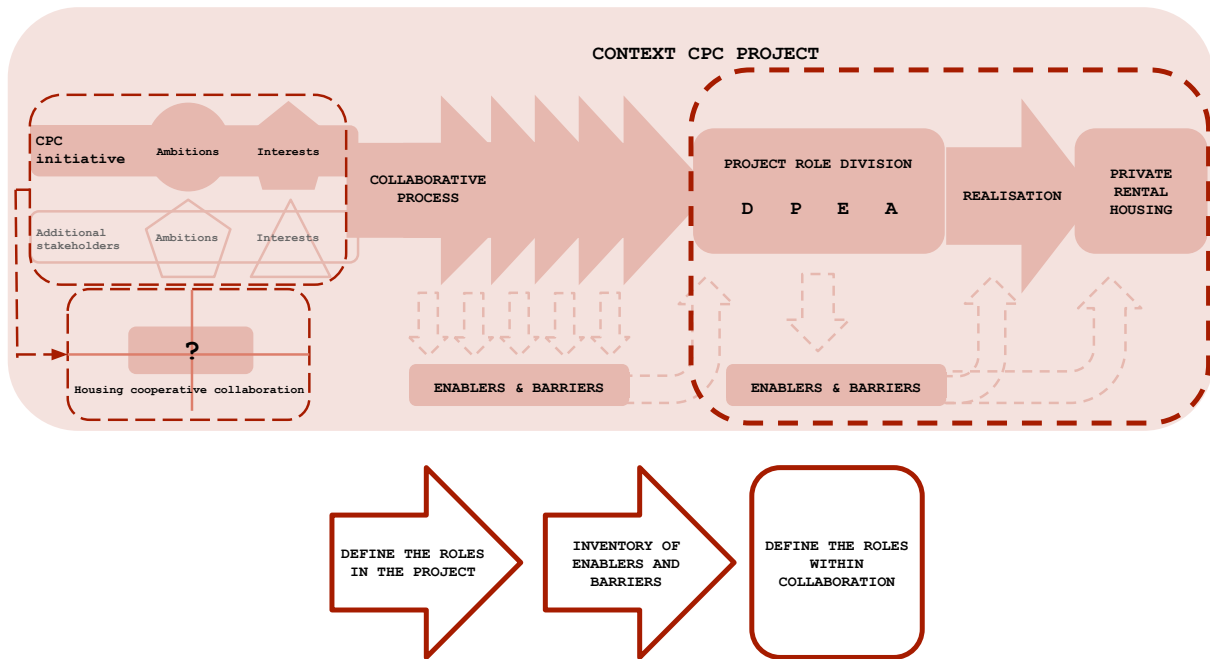 CONTEXT CPC PROJECT
CPC
initiative
Ambitions
Interests
Additional
stakeholders
Ambitions
Interests
?
Housing cooperative collaboration
COLLABORATIVE
PROCESS
ENABLERS & BARRIERS
PROJECT ROLE DIVISION
D P E A
ENABLERS & BARRIERS
REALISATION
PRIVATE
RENTAL
HOUSING
DEFINE THE ROLES
IN THE PROJECT
INVENTORY OF
ENABLERS AND
BARRIERS
DEFINE THE ROLES
WITHIN
COLLABORATION